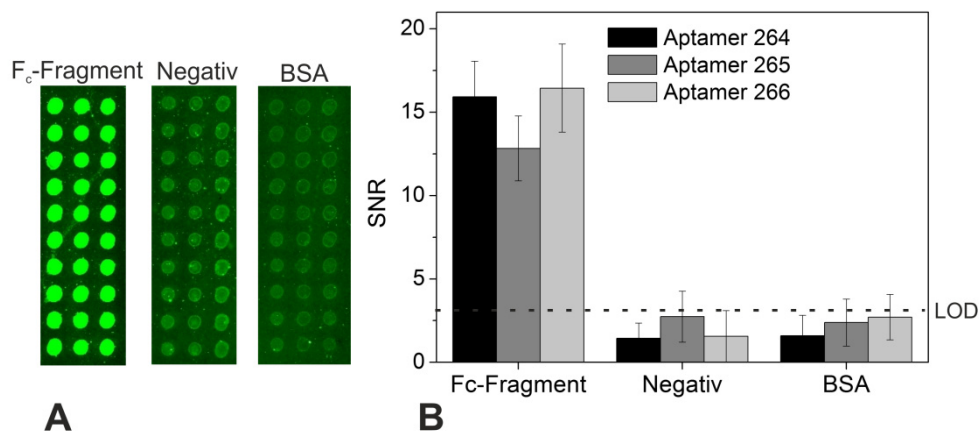 Fc-Fragment Negativ BSA
A
20
15
10
5
0
SNR
Aptamer 264
Aptamer 265
Aptamer 266
LOD
Fc-Fragment Negativ BSA
B